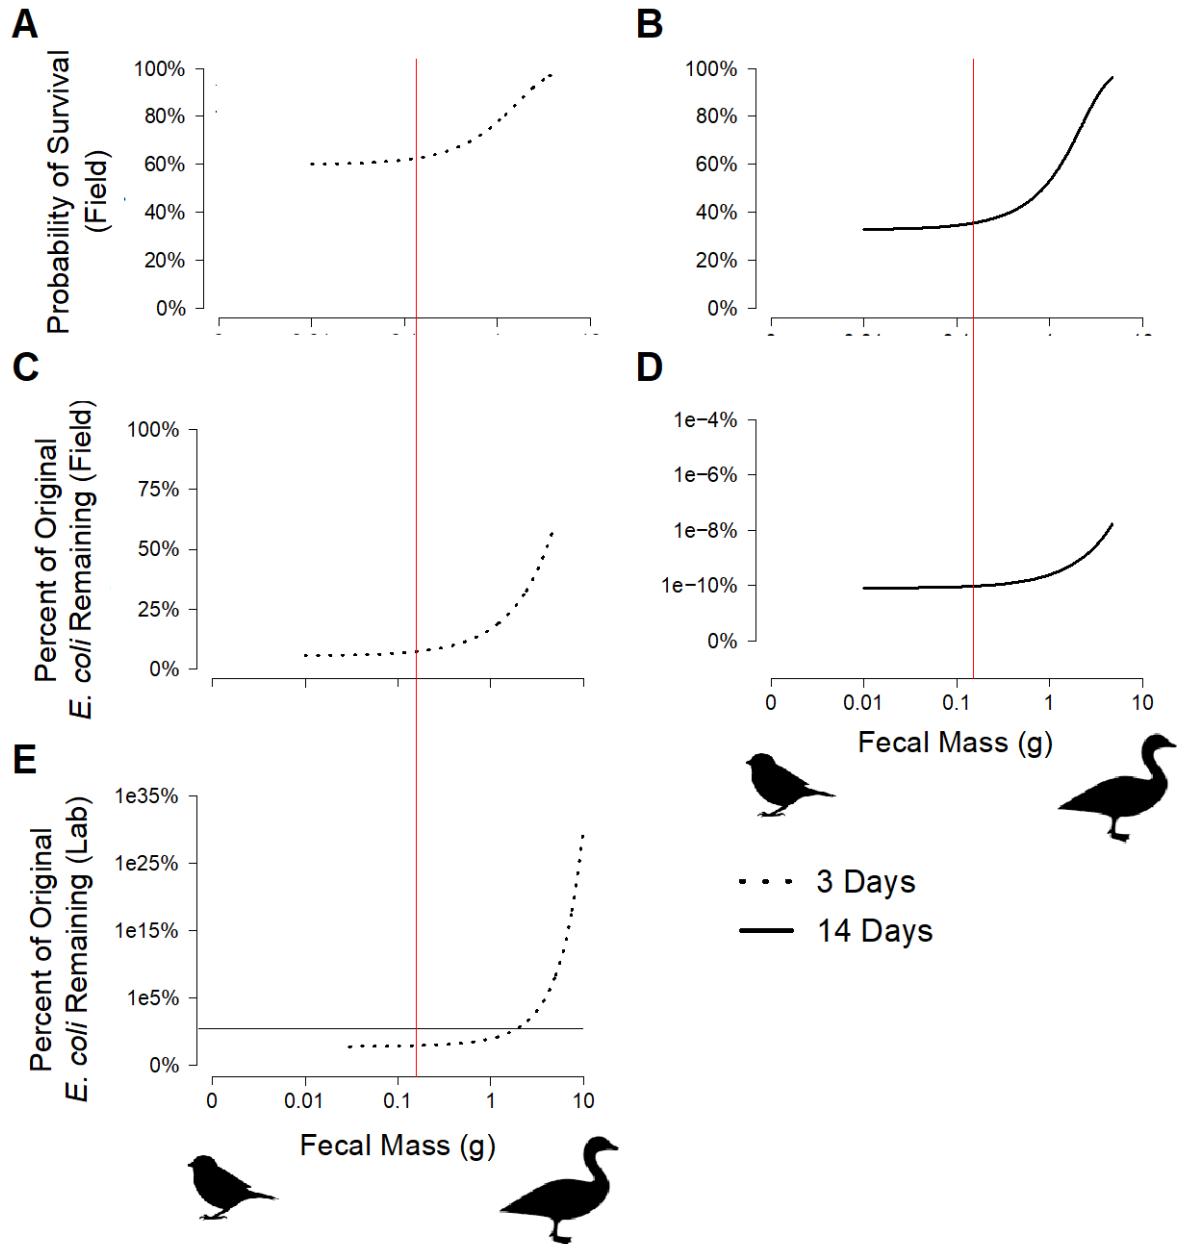 A
B
Probability of Survival
(Field)
100%
80%
60%
40%
20%
0%
100%
80%
60%
40%
20%
0%
C
D
Percent of Original
E. coli Remaining (Field)
100%
75%
50%
25%
0%
1e−4%
1e−6%
1e−8%
1e−10%
0%
0 0.01 0.1 1 10
Fecal Mass (g)
E
Percent of Original
E. coli Remaining (Lab)
1e35%
1e25%
1e15%
1e5%
0%
0 0.01 0.1 1 10
Fecal Mass (g)
3 Days
14 Days